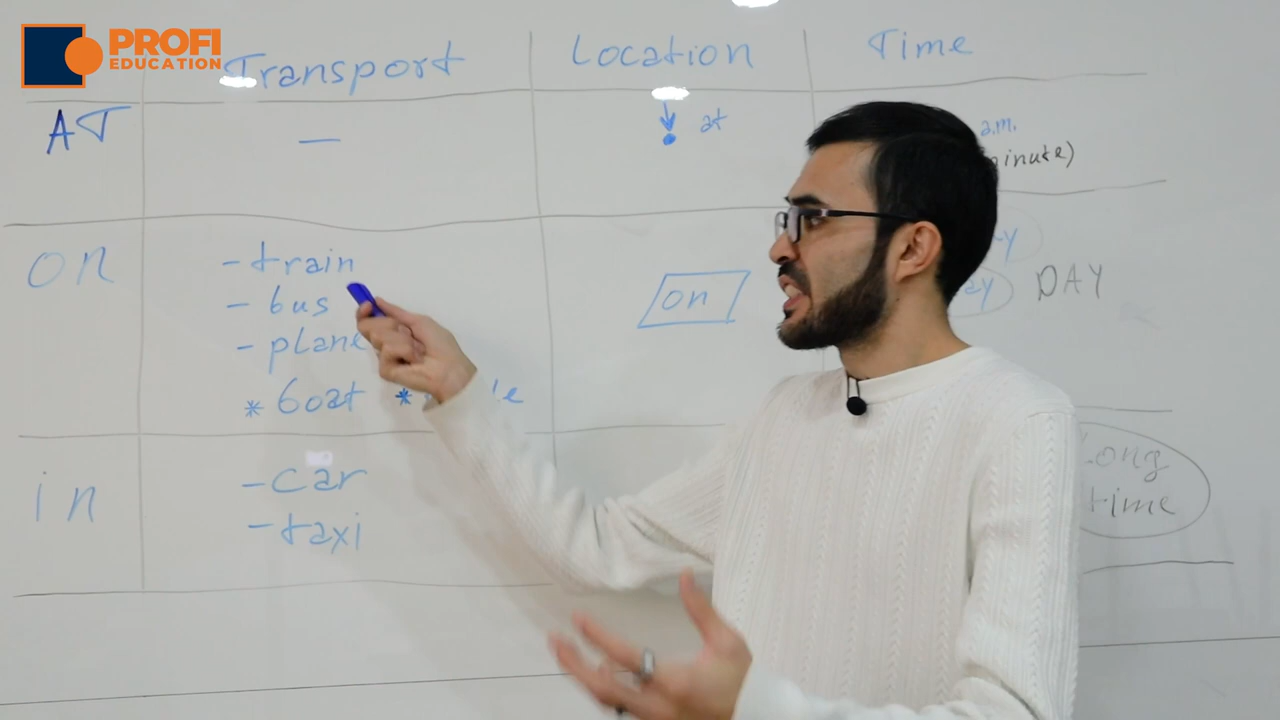 PROFI
EDUCATION
Transport
Location
Time
AT
—
at
a.m.
on
- train
- bus
- plane
* boat *
on
DAY
in
- car
- taxi
Long
time